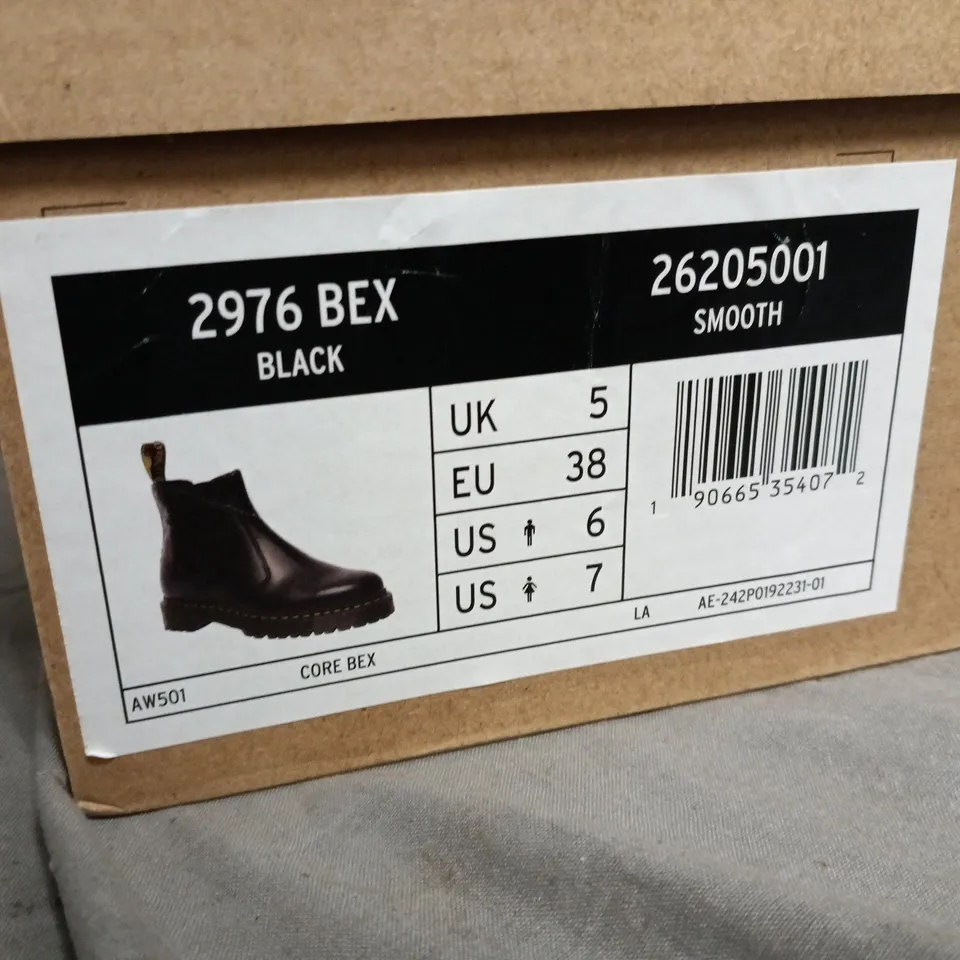 2976 BEX
BLACK
26205001
SMOOTH
UK 5
EU 38
US 6
US 7
1 90665 35407 2
AW501
CORE BEX
LA
AE-242P0192231-01